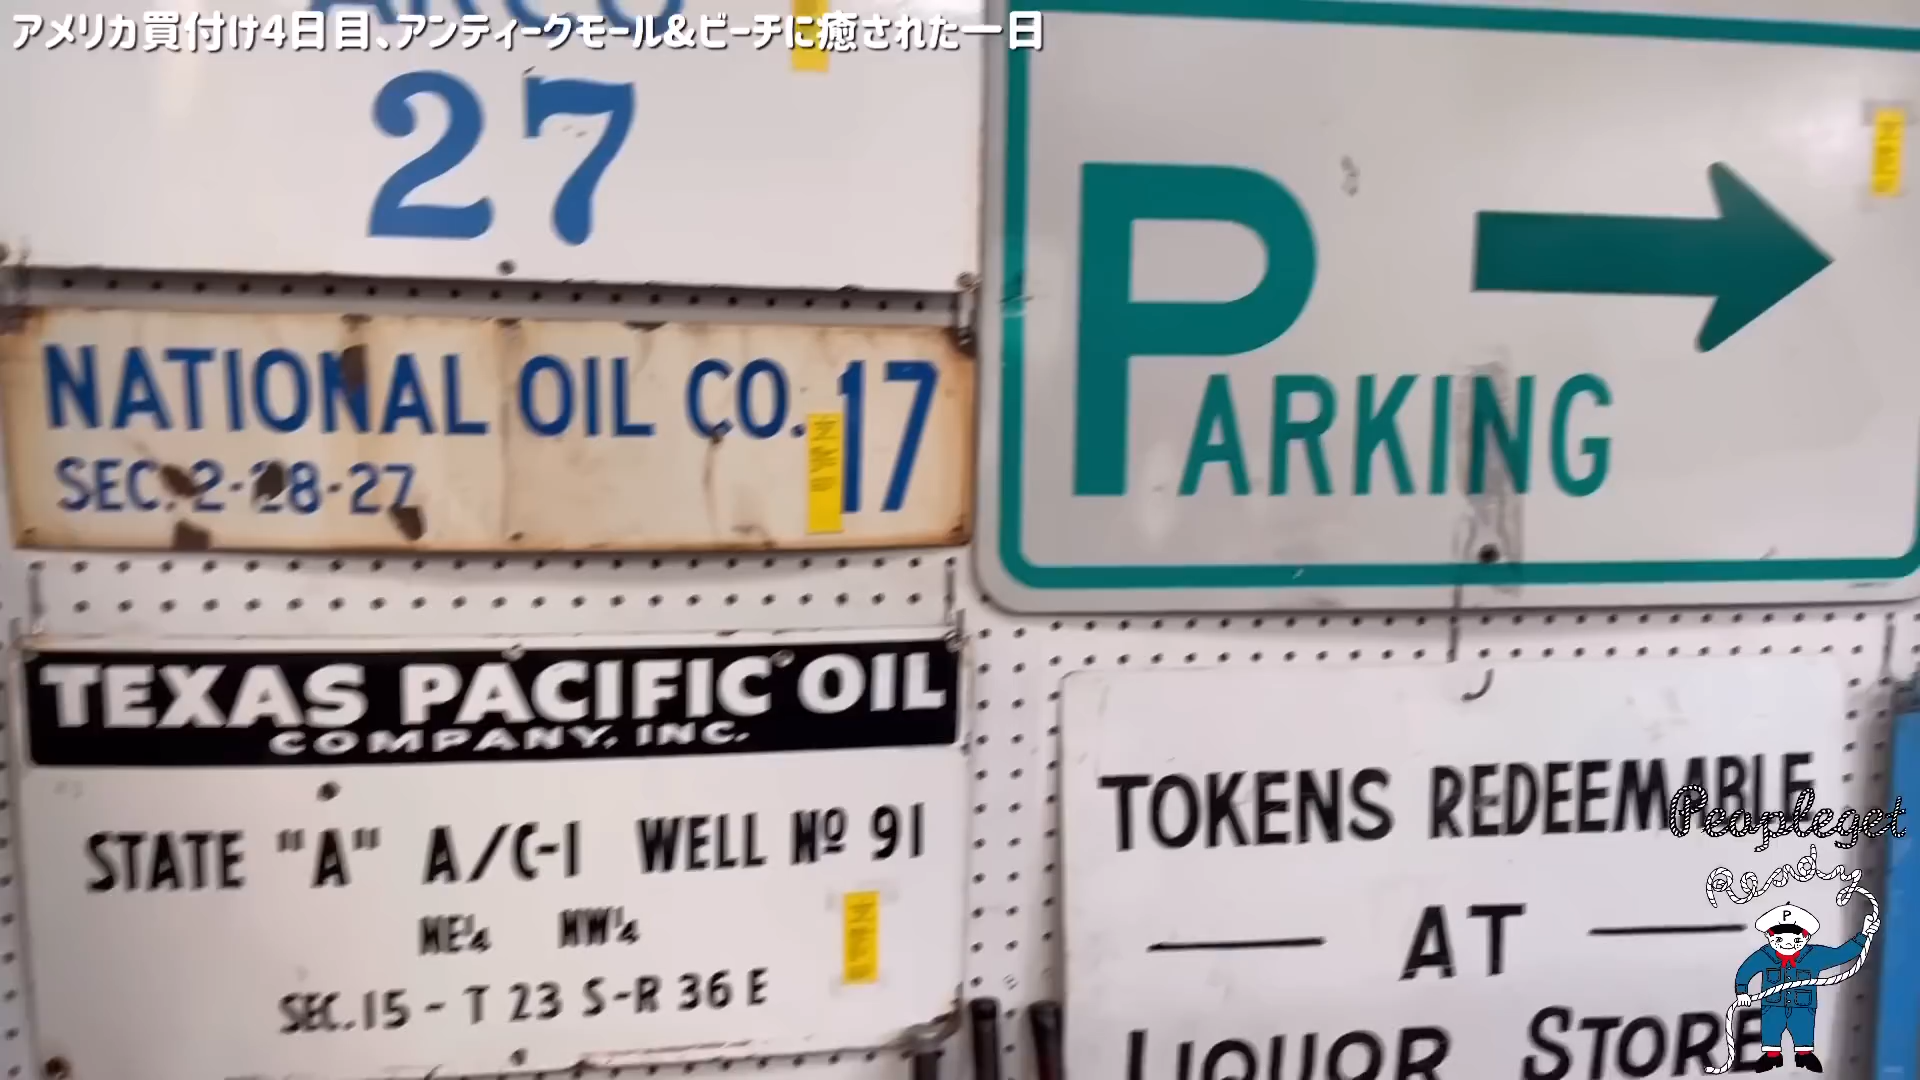 アメリカ買付け4日目、アンティークモール&ビーチに癒された一日
ARCO
27
NATIONAL OIL CO. 17
SEC. 2-28-27
TEXAS PACIFIC OIL
COMPANY, INC.
STATE "A" A/C-1 WELL Nº 91
NE¼ NW¼
SEC. 15 - T 23 S-R 36 E
PARKING
TOKENS REDEEMABLE
AT
LIQUOR STORE
Peapleget
Ready
P